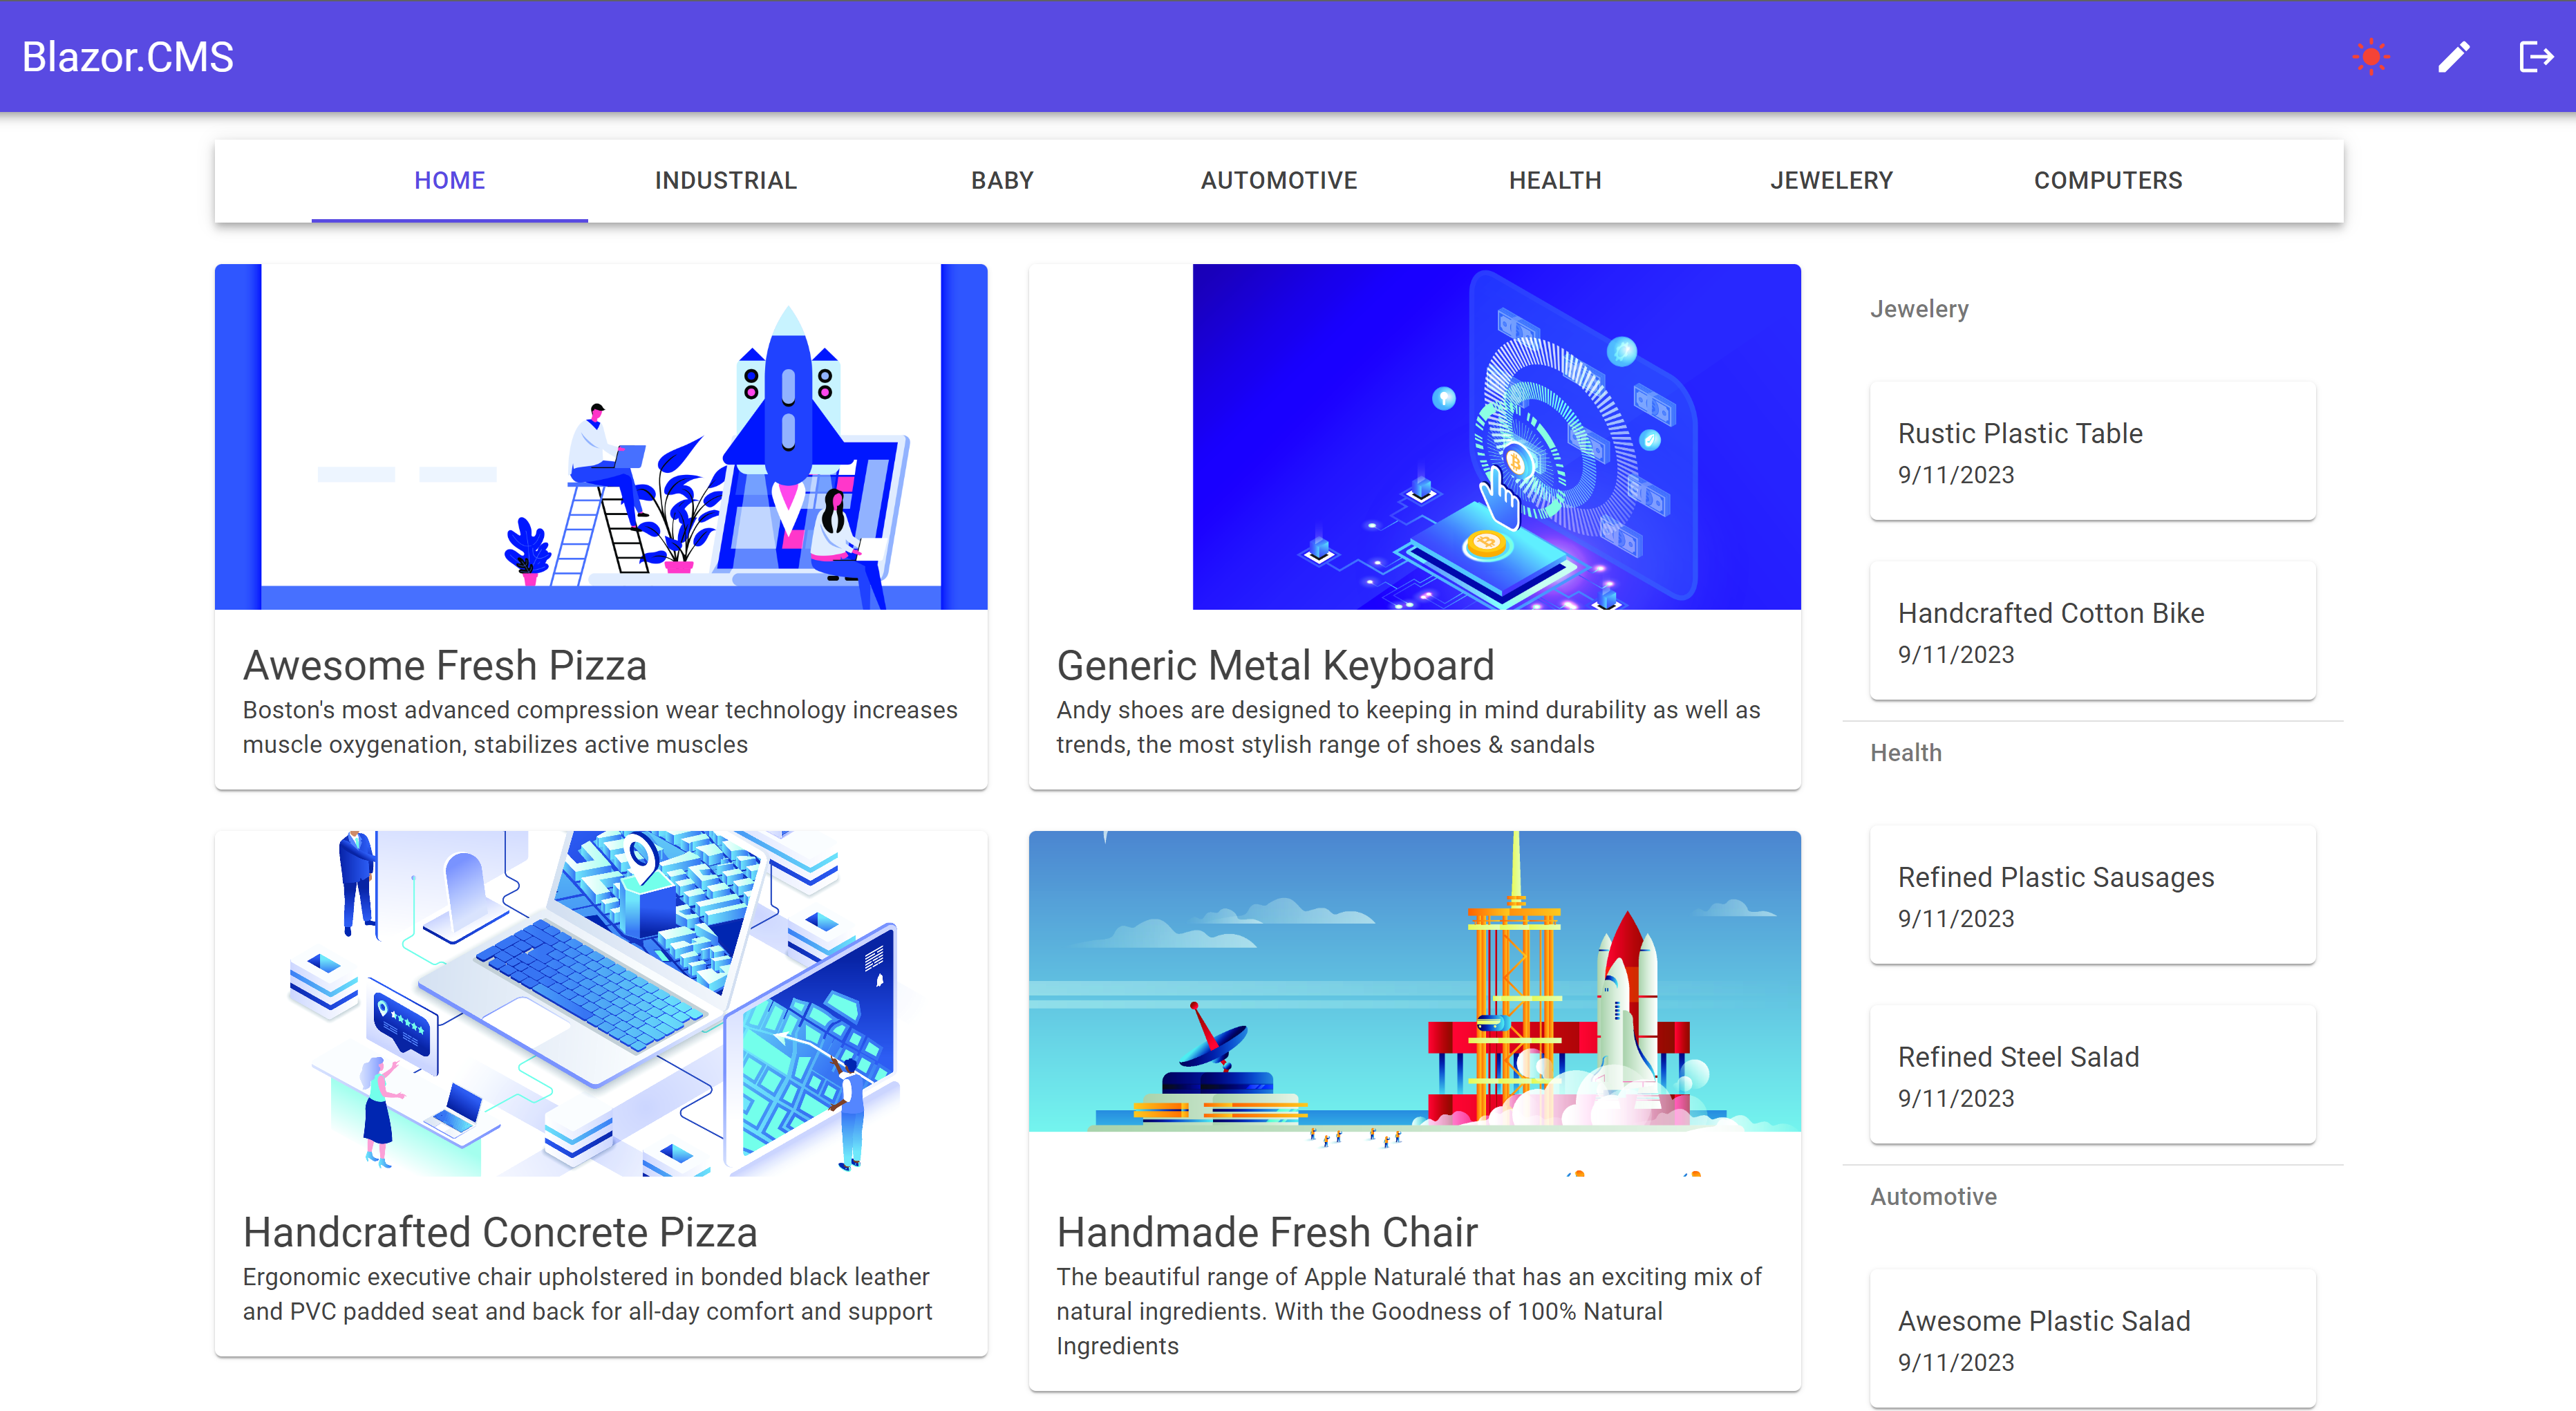 Blazor.CMS
HOME INDUSTRIAL BABY AUTOMOTIVE HEALTH JEWELERY COMPUTERS
Awesome Fresh Pizza
Boston's most advanced compression wear technology increases
muscle oxygenation, stabilizes active muscles
Generic Metal Keyboard
Andy shoes are designed to keeping in mind durability as well as
trends, the most stylish range of shoes & sandals
Handcrafted Concrete Pizza
Ergonomic executive chair upholstered in bonded black leather
and PVC padded seat and back for all-day comfort and support
Handmade Fresh Chair
The beautiful range of Apple Naturalé that has an exciting mix of
natural ingredients. With the Goodness of 100% Natural
Ingredients
Jewelery
Rustic Plastic Table
9/11/2023
Handcrafted Cotton Bike
9/11/2023
Health
Refined Plastic Sausages
9/11/2023
Refined Steel Salad
9/11/2023
Automotive
Awesome Plastic Salad
9/11/2023